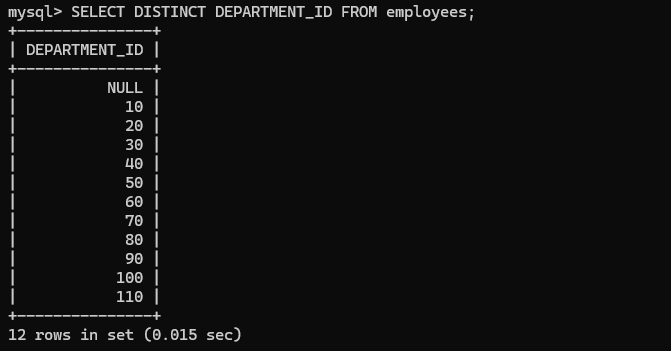 mysql> SELECT DISTINCT DEPARTMENT_ID FROM employees;
+---------------+
| DEPARTMENT_ID |
+---------------+
|          NULL |
|            10 |
|            20 |
|            30 |
|            40 |
|            50 |
|            60 |
|            70 |
|            80 |
|            90 |
|           100 |
|           110 |
+---------------+
12 rows in set (0.015 sec)